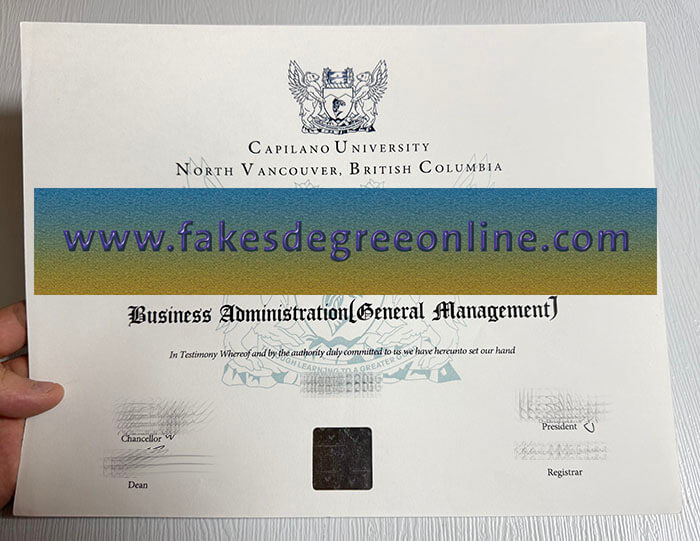 CAPILANO UNIVERSITY
NORTH VANCOUVER, BRITISH COLUMBIA
www.fakesdegreeonline.com
Business Administration(General Management)
In Testimony Whereof and by the authority duly committed to us we have hereunto set our hand
Chancellor
President
Dean
Registrar